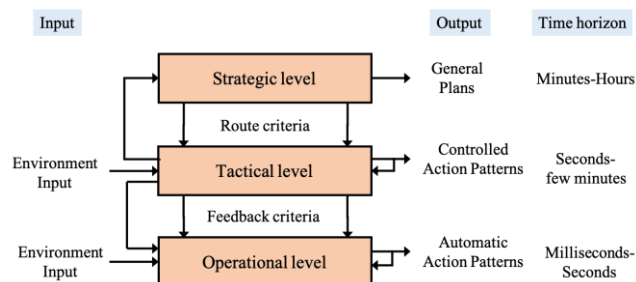 Input
Output
Time horizon
Strategic level
General
Plans
Minutes-Hours
Route criteria
Environment
Input
Tactical level
Controlled
Action Patterns
Seconds-
few minutes
Feedback criteria
Environment
Input
Operational level
Automatic
Action Patterns
Milliseconds-
Seconds